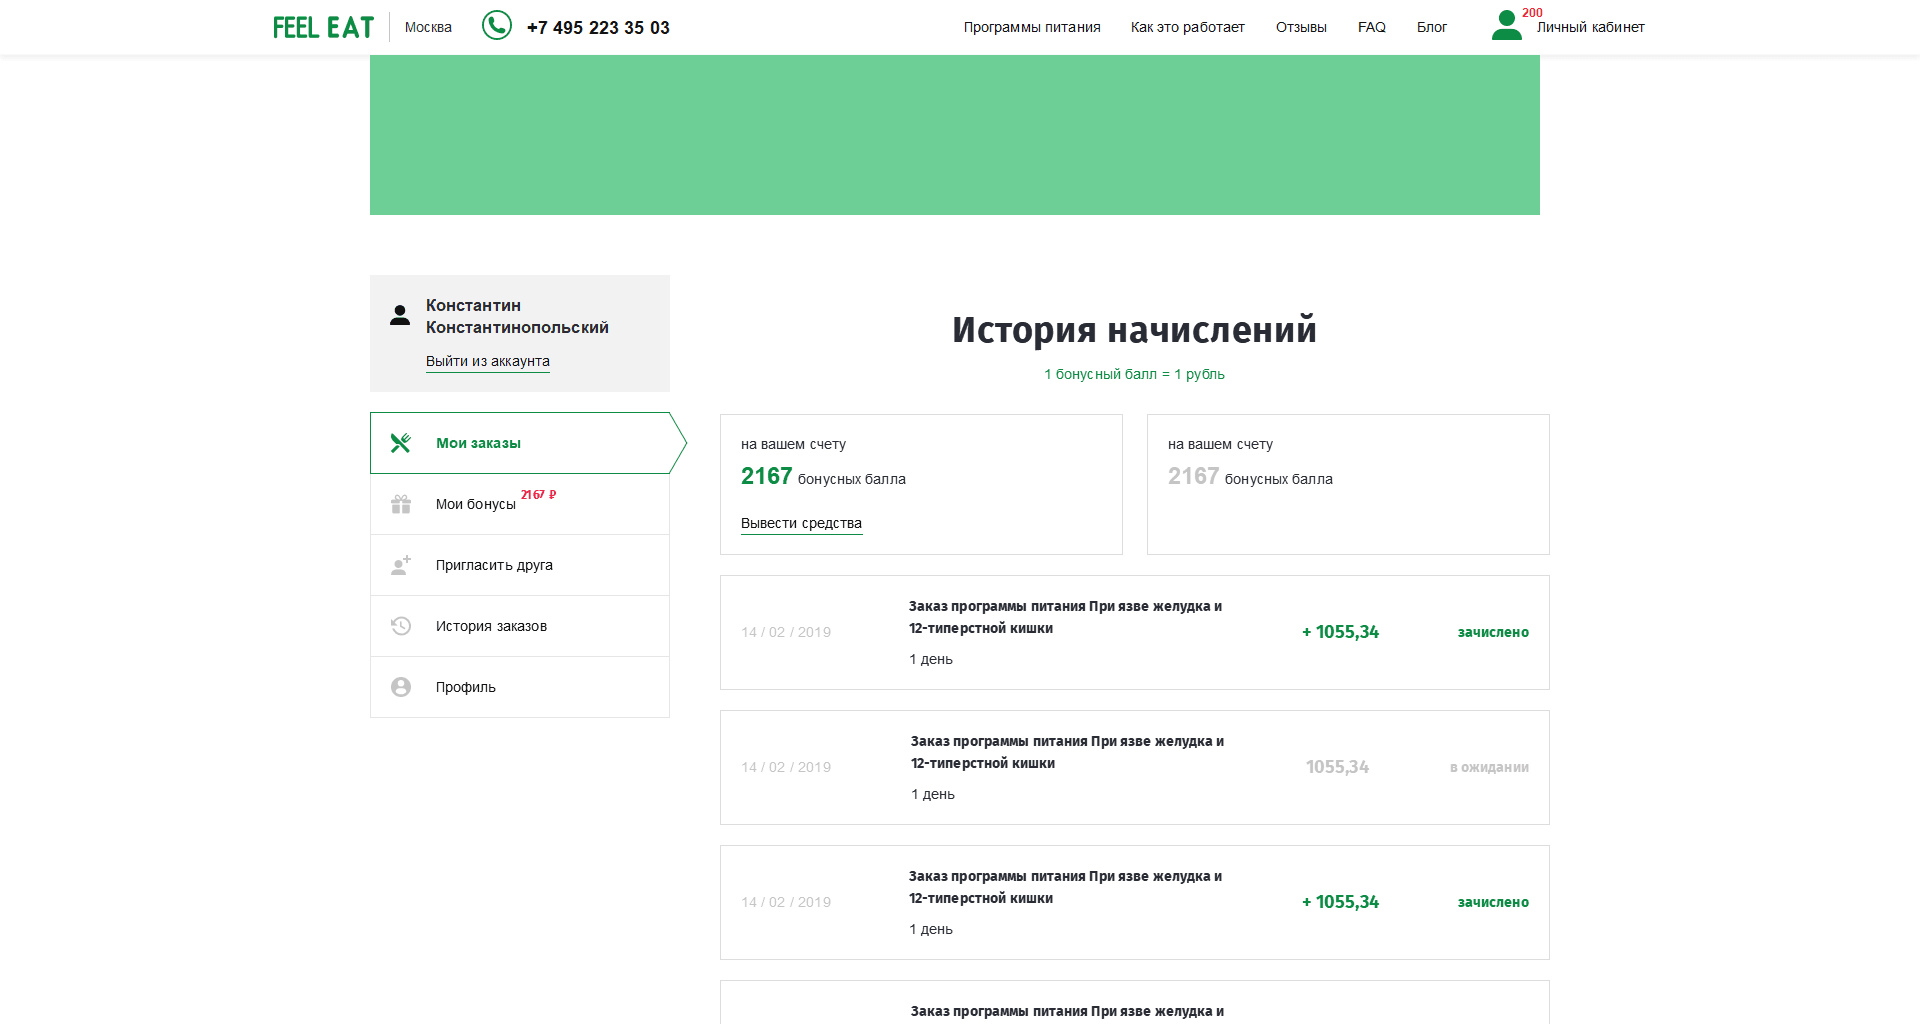 FEEL EAT
Москва
+7 495 223 35 03
Программы питания
Как это работает
Отзывы
FAQ
Блог
200
Личный кабинет
Константин
Константинопольский
Выйти из аккаунта
Мои заказы
Мои бонусы 2167 ₽
Пригласить друга
История заказов
Профиль
История начислений
1 бонусный балл = 1 рубль
на вашем счету
2167 бонусных балла
Вывести средства
на вашем счету
2167 бонусных балла
14 / 02 / 2019
Заказ программы питания При язве желудка и
12-типерстной кишки
1 день
+ 1055,34
зачислено
14 / 02 / 2019
Заказ программы питания При язве желудка и
12-типерстной кишки
1 день
1055,34
в ожидании
14 / 02 / 2019
Заказ программы питания При язве желудка и
12-типерстной кишки
1 день
+ 1055,34
зачислено
Заказ программы питания При язве желудка и